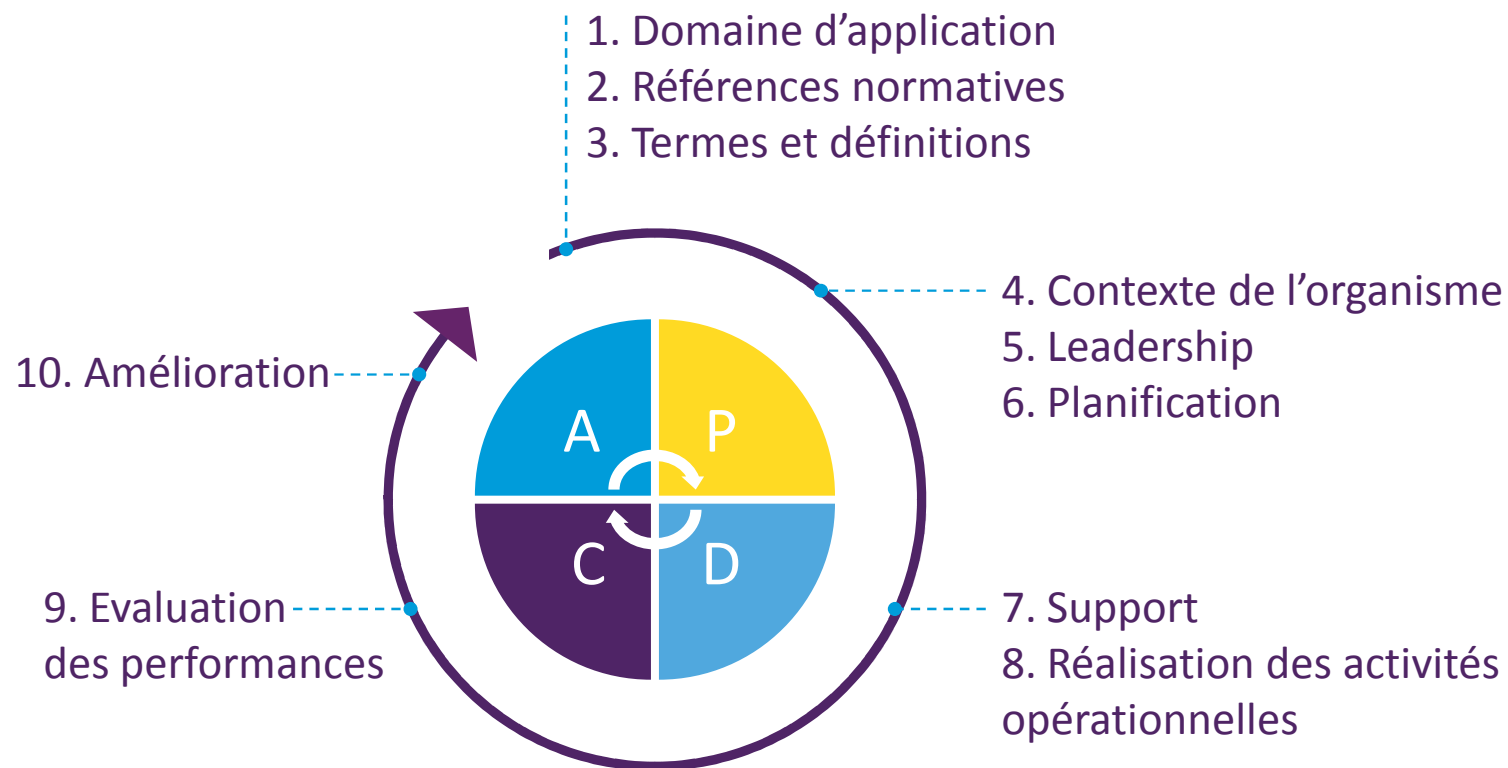 1. Domaine d’application
2. Références normatives
3. Termes et définitions
4. Contexte de l’organisme
5. Leadership
6. Planification
10. Amélioration
A
P
C
D
9. Evaluation
des performances
7. Support
8. Réalisation des activités
opérationnelles